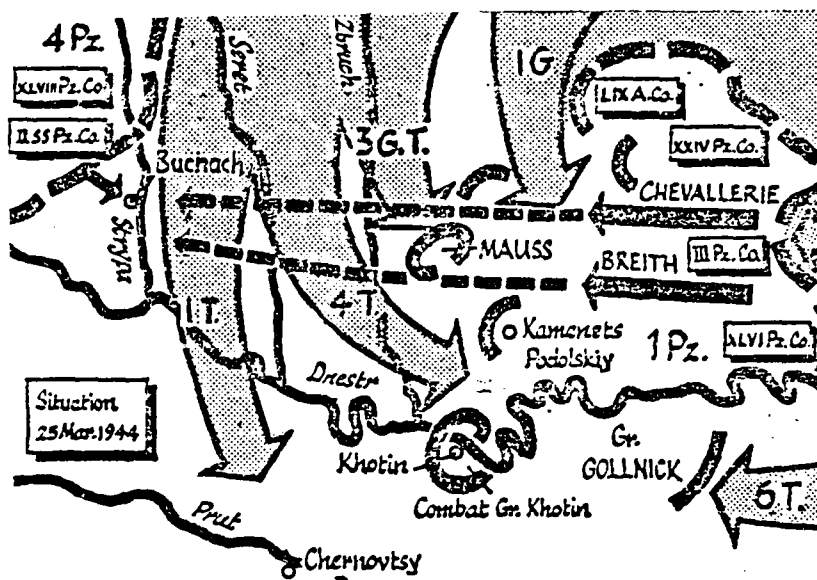 4 Pz.
XLVIII Pz. Co.
II.SS Pz. Co.
Seret
Zbruch
1 G
LIX A. Co.
XXIV Pz. Co.
3 G.T.
Buchach
CHEVALLERIE
Strypa
MAUSS
BREITH
III Pz. Co.
1 T.
4 T.
Kamenets
Podolskiy
1 Pz.
XLVI Pz. Co.
Dnestr
Situation
25 Mar. 1944
Khotin
Gr.
GOLLNICK
Combat Gr. Khotin
6 T.
Prut
Chernovtsy